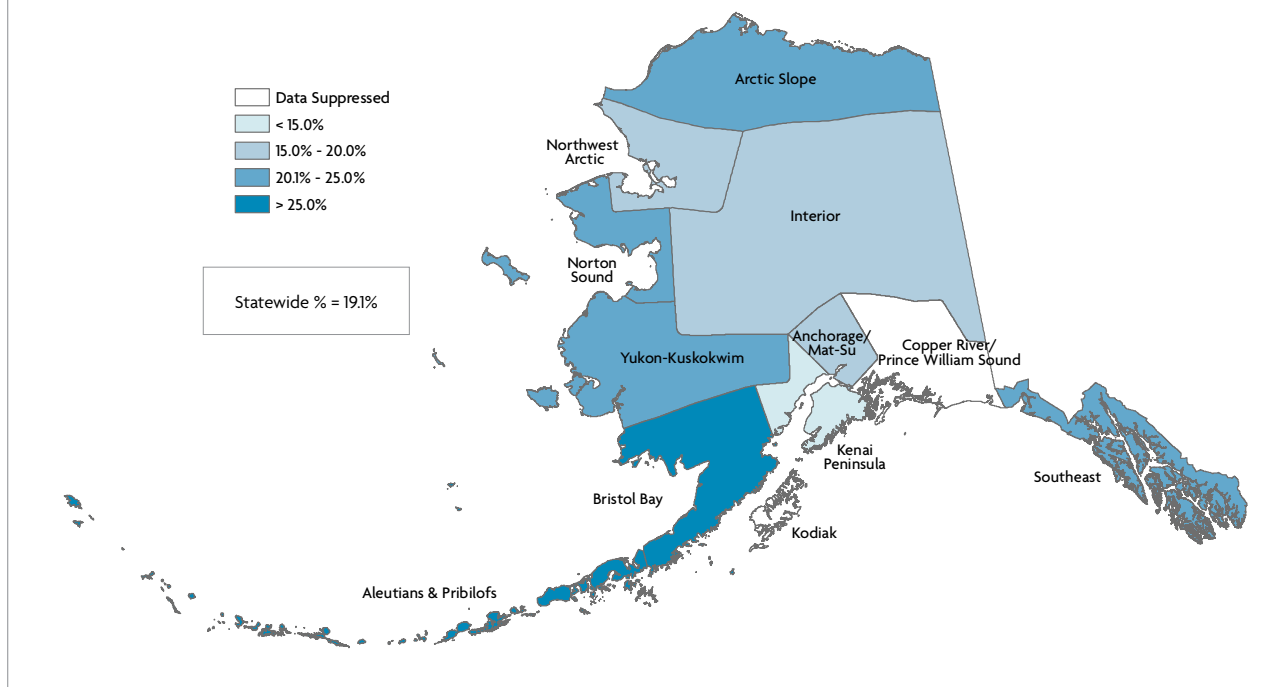 Arctic Slope
Data Suppressed
< 15.0%
15.0% - 20.0%
20.1% - 25.0%
> 25.0%
Northwest
Arctic
Interior
Norton
Sound
Statewide % = 19.1%
Anchorage/
Mat-Su
Copper River/
Prince William Sound
Yukon-Kuskokwim
Kenai
Peninsula
Southeast
Bristol Bay
Kodiak
Aleutians & Pribilofs